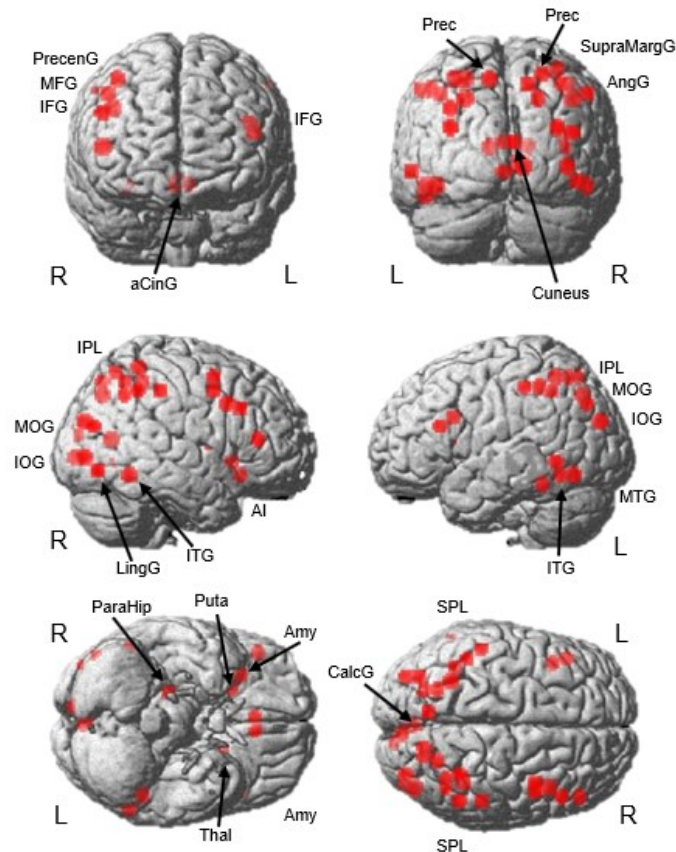 Prec
Prec
PrecenG
MFG
IFG
IFG
SupraMargG
AngG
R
L
aCinG
L
R
Cuneus
IPL
MOG
IOG
AI
R
ITG
LingG
IPL
MOG
IOG
MTG
L
ITG
R
ParaHip
Puta
Amy
L
Thal
Amy
SPL
L
CalcG
R
SPL